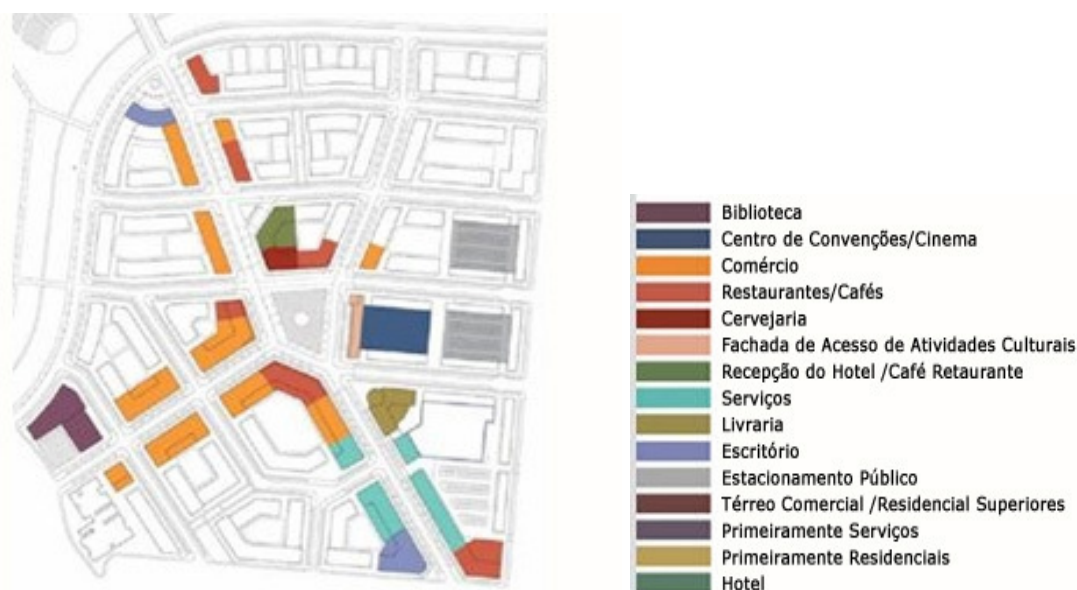 Biblioteca
Centro de Convenções/Cinema
Comércio
Restaurantes/Cafés
Cervejaria
Fachada de Acesso de Atividades Culturais
Recepção do Hotel /Café Retaurante
Serviços
Livraria
Escritório
Estacionamento Público
Térreo Comercial /Residencial Superiores
Primeiramente Serviços
Primeiramente Residenciais
Hotel